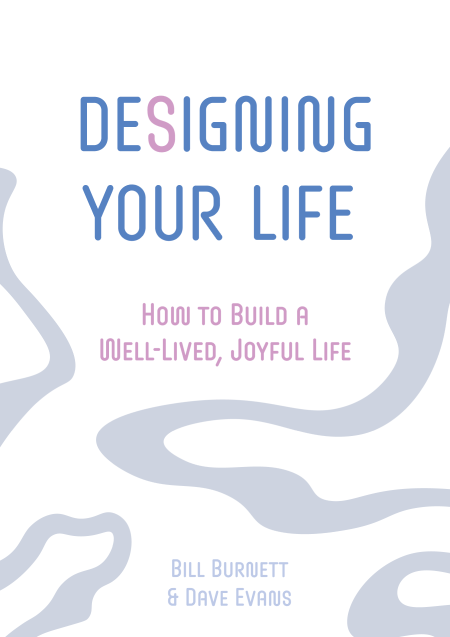 DESIGNING
YOUR LIFE
How to Build a
Well-Lived, Joyful Life
Bill Burnett
& Dave Evans